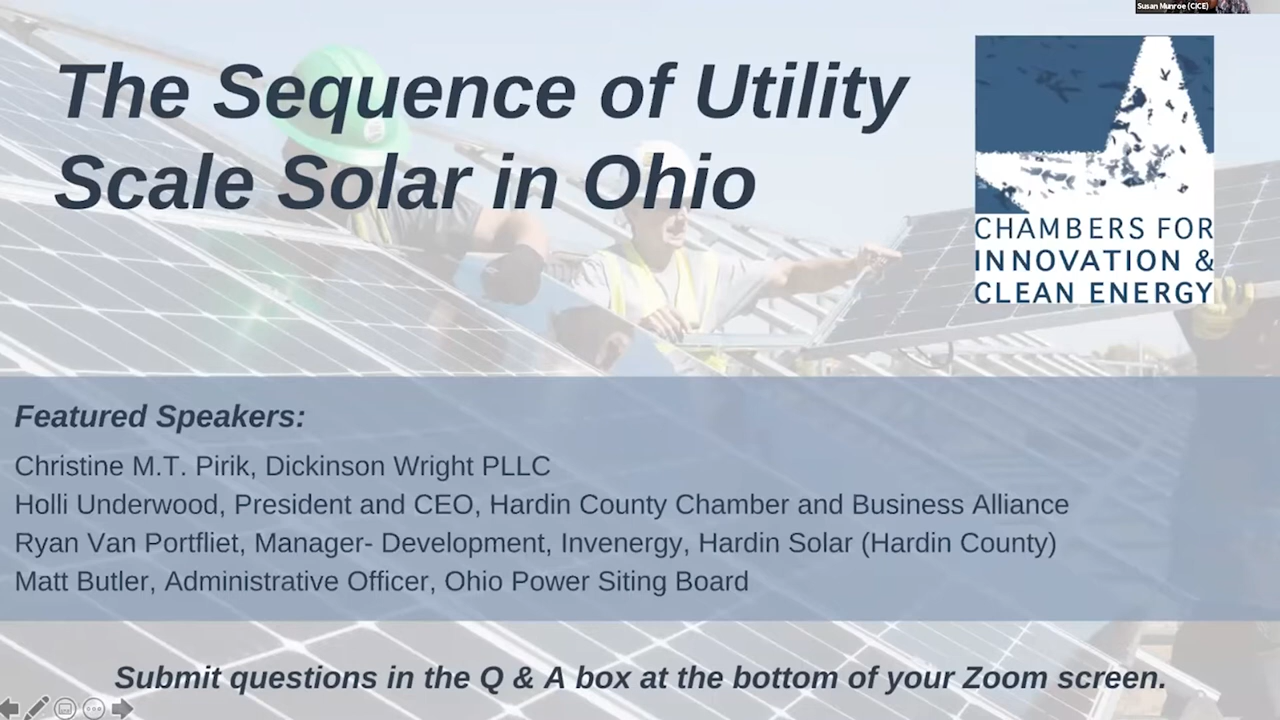 Susan Munroe (CICE)
The Sequence of Utility
Scale Solar in Ohio
CHAMBERS FOR
INNOVATION &
CLEAN ENERGY
Featured Speakers:
Christine M.T. Pirik, Dickinson Wright PLLC
Holli Underwood, President and CEO, Hardin County Chamber and Business Alliance
Ryan Van Portfliet, Manager- Development, Invenergy, Hardin Solar (Hardin County)
Matt Butler, Administrative Officer, Ohio Power Siting Board
Submit questions in the Q & A box at the bottom of your Zoom screen.